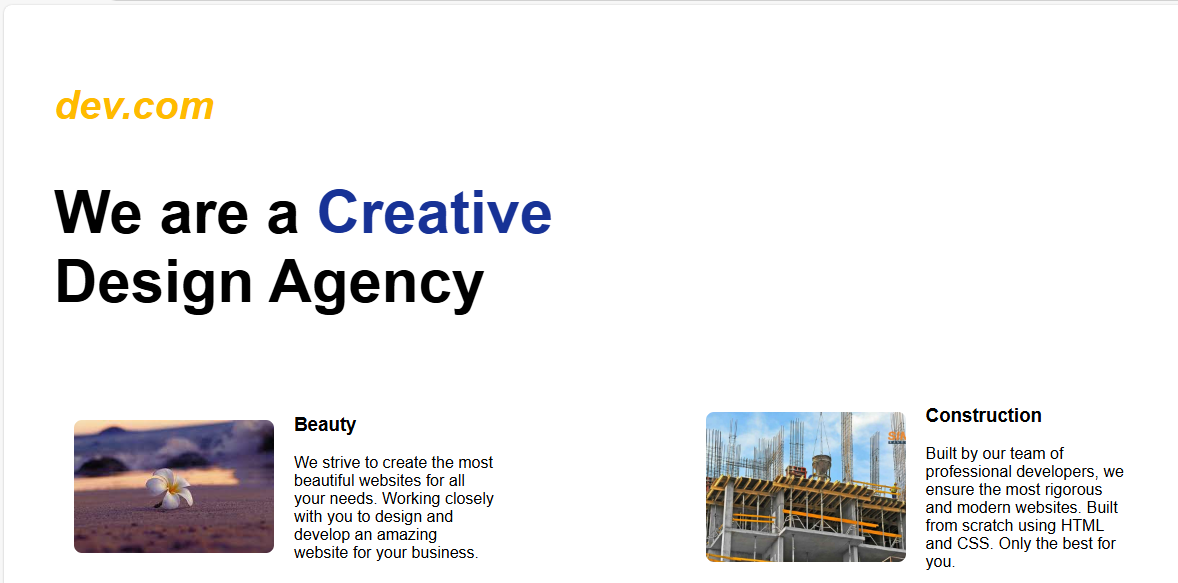 dev.com
We are a Creative
Design Agency
Beauty
We strive to create the most
beautiful websites for all
your needs. Working closely
with you to design and
develop an amazing
website for your business.
Construction
Built by our team of
professional developers, we
ensure the most rigorous
and modern websites. Built
from scratch using HTML
and CSS. Only the best for
you.